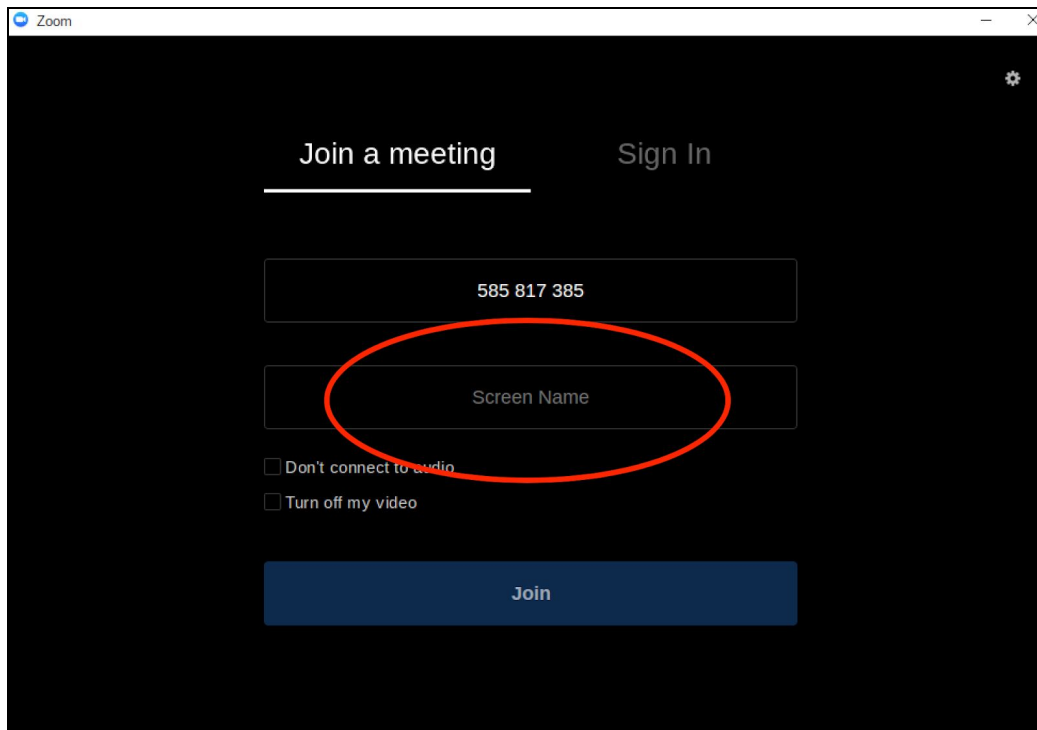 Zoom
Join a meeting Sign In
585 817 385
Screen Name
Don't connect to audio
Turn off my video
Join